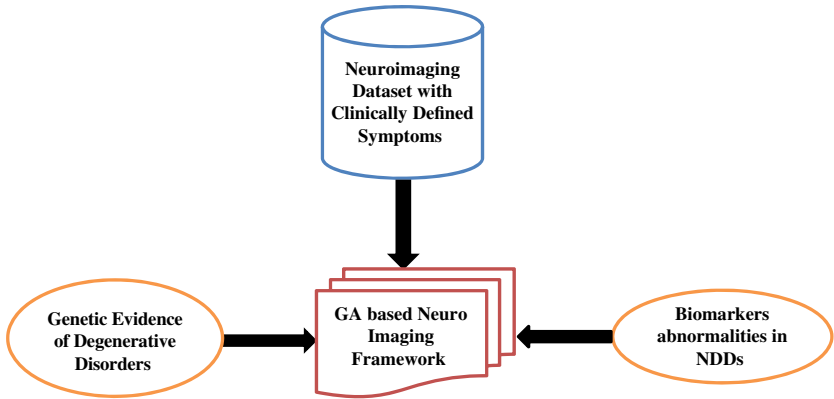 Neuroimaging
Dataset with
Clinically Defined
Symptoms
Genetic Evidence
of Degenerative
Disorders
GA based Neuro
Imaging
Framework
Biomarkers
abnormalities in
NDDs